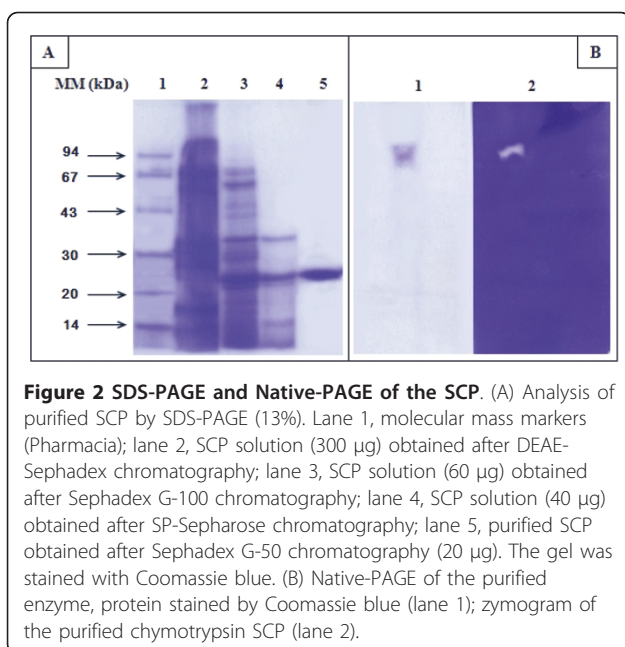 A
B
MM (kDa) 1 2 3 4 5
1 2
94
67
43
30
20
14
Figure 2 SDS-PAGE and Native-PAGE of the SCP. (A) Analysis of
purified SCP by SDS-PAGE (13%). Lane 1, molecular mass markers
(Pharmacia); lane 2, SCP solution (300 μg) obtained after DEAE-
Sephadex chromatography; lane 3, SCP solution (60 μg) obtained
after Sephadex G-100 chromatography; lane 4, SCP solution (40 μg)
obtained after SP-Sepharose chromatography; lane 5, purified SCP
obtained after Sephadex G-50 chromatography (20 μg). The gel was
stained with Coomassie blue. (B) Native-PAGE of the purified
enzyme, protein stained by Coomassie blue (lane 1); zymogram of
the purified chymotrypsin SCP (lane 2).